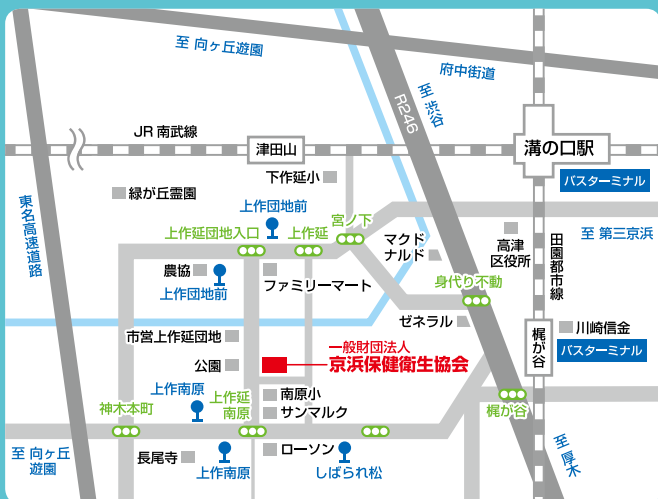 至 向ヶ丘遊園
府中街道
至 渋谷
R246
JR 南武線
津田山
溝の口駅
バスターミナル
下作延小
緑が丘霊園
東名高速道路
上作団地前
宮ノ下
上作延団地入口
上作延
マクド
ナルド
高津
区役所
田園都市線
至 第三京浜
農協
上作団地前
ファミリーマート
身代り不動
ゼネラル
市営上作延団地
公園
一般財団法人
京浜保健衛生協会
梶が谷
川崎信金
バスターミナル
上作南原
上作延
南原
南原小
サンマルク
神木本町
梶が谷
至 向ヶ丘
遊園
長尾寺
上作南原
ローソン
しばられ松
至 厚木